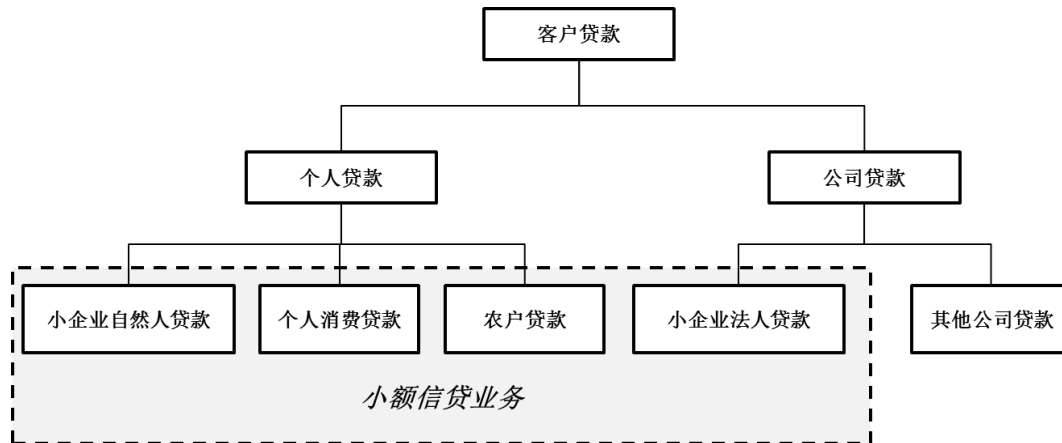 客户贷款
个人贷款
公司贷款
小企业自然人贷款
个人消费贷款
农户贷款
小企业法人贷款
其他公司贷款
小额信贷业务